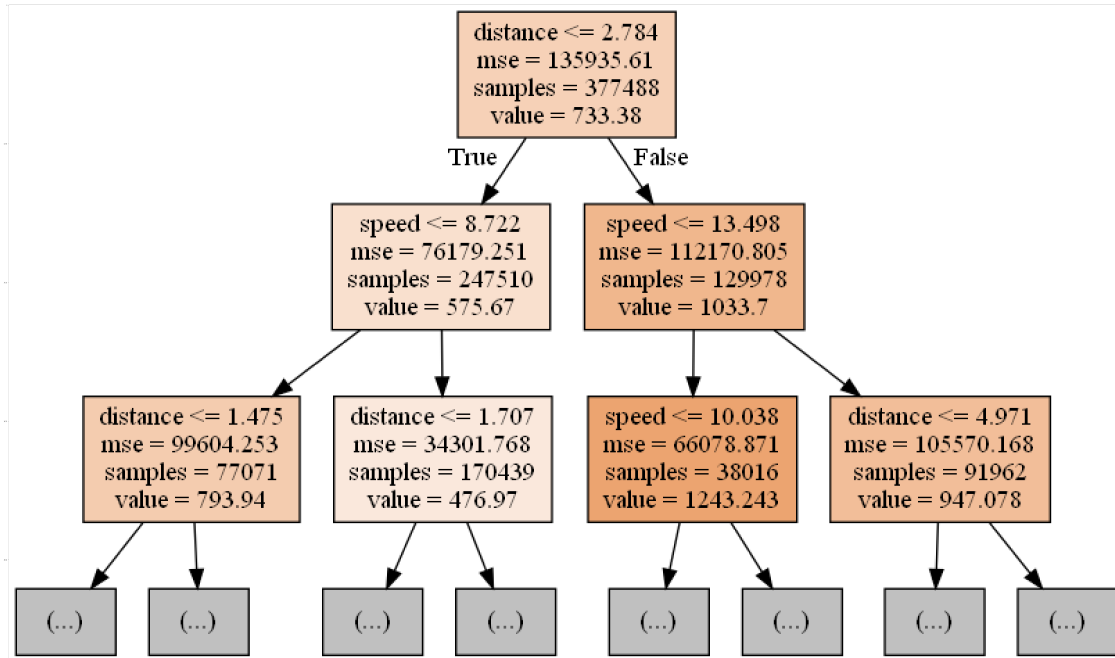 distance <= 2.784
mse = 135935.61
samples = 377488
value = 733.38
True
False
speed <= 8.722
mse = 76179.251
samples = 247510
value = 575.67
speed <= 13.498
mse = 112170.805
samples = 129978
value = 1033.7
distance <= 1.475
mse = 99604.253
samples = 77071
value = 793.94
distance <= 1.707
mse = 34301.768
samples = 170439
value = 476.97
speed <= 10.038
mse = 66078.871
samples = 38016
value = 1243.243
distance <= 4.971
mse = 105570.168
samples = 91962
value = 947.078
(...)
(...)
(...)
(...)
(...)
(...)
(...)
(...)